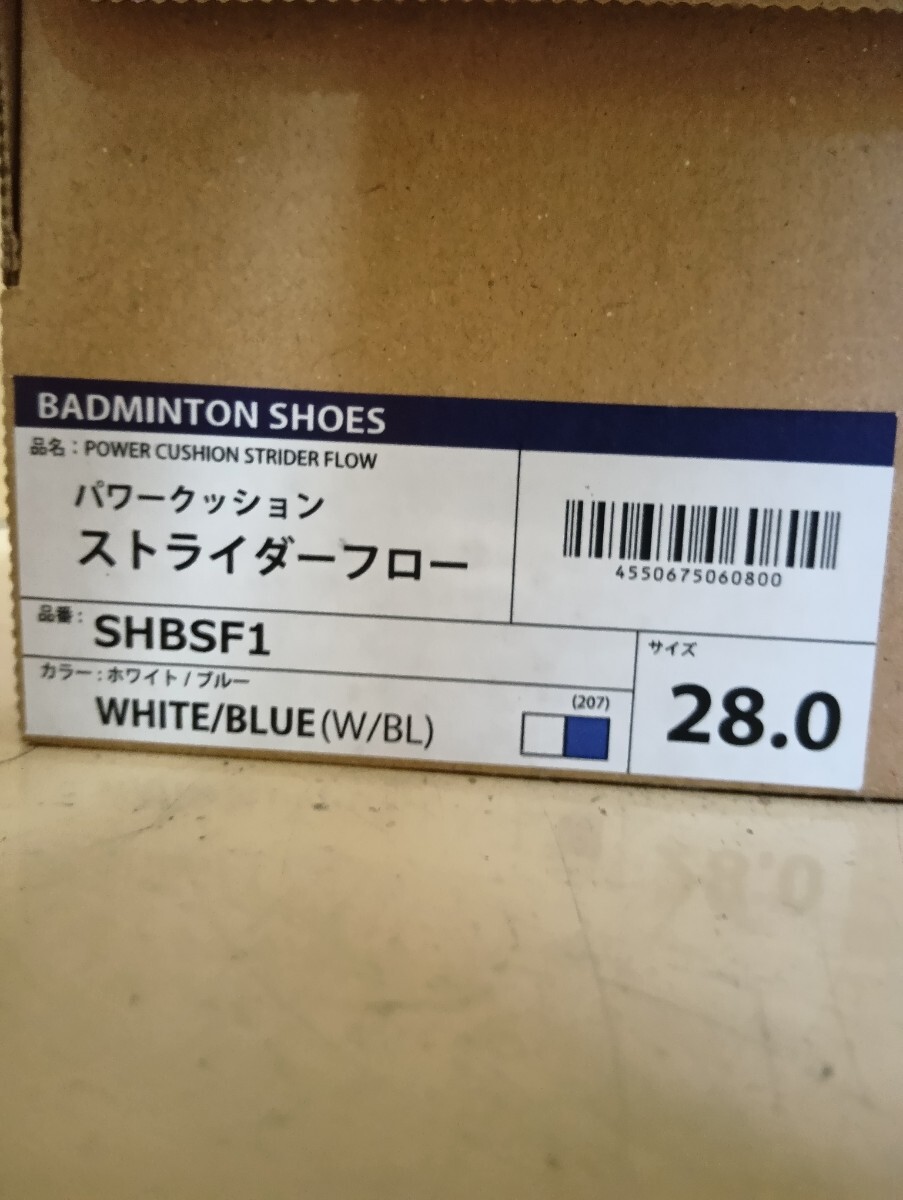 BADMINTON SHOES
品名：POWER CUSHION STRIDER FLOW
パワークッション
ストライダーフロー
4550675060800
品番：
SHBSF1
カラー：ホワイト/ブルー
WHITE/BLUE(W/BL)
(207)
サイズ
28.0